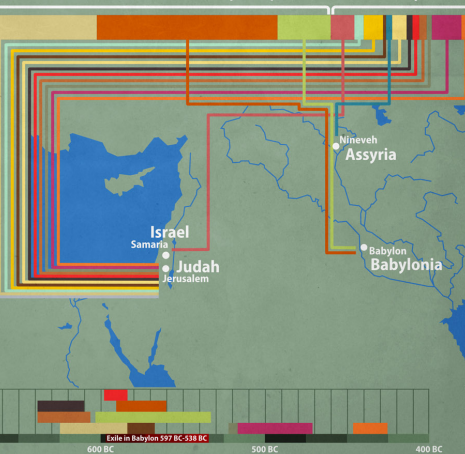 Nineveh
Assyria
Israel
Samaria
Judah
Jerusalem
Babylon
Babylonia
Exile in Babylon 597 BC-538 BC
600 BC
500 BC
400 BC